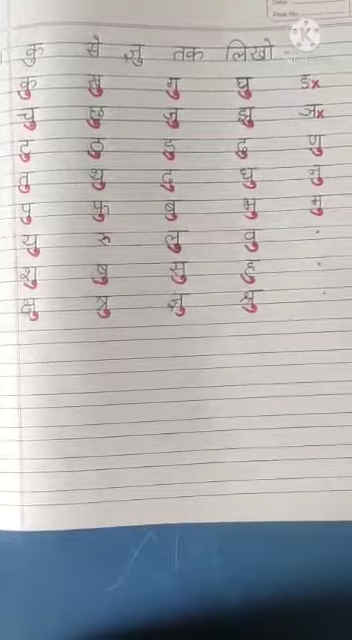 कु से ज्ञु तक लिखो -
कु खु गु घु ङ x
चु छु जु झु ञ x
टु ठु डु ढु णु
तु थु दु धु नु
पु फु बु भु मु
यु रु लु वु
शु षु सु हु
क्षु त्रु ज्ञु श्रु